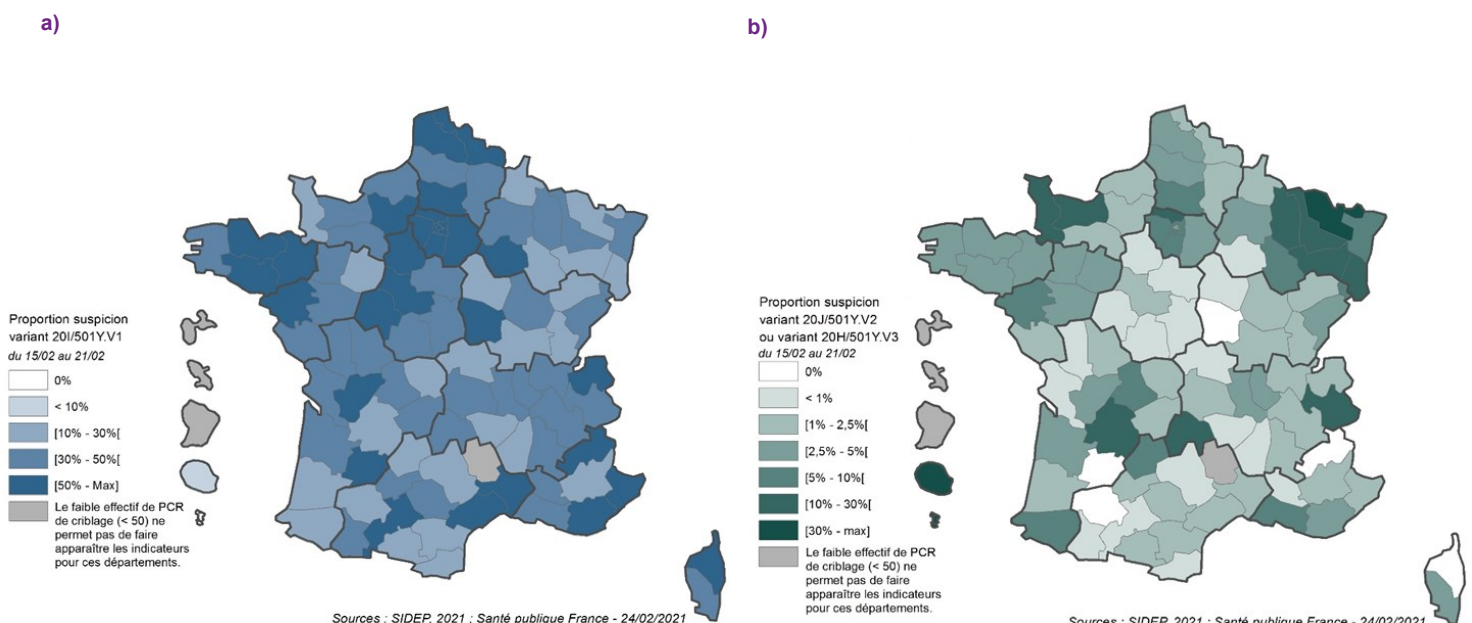 a)
Proportion suspicion
variant 20I/501Y.V1
du 15/02 au 21/02
0%
< 10%
[10% - 30%[
[30% - 50%[
[50% - Max]
Le faible effectif de PCR
de criblage (< 50) ne
permet pas de faire
apparaître les indicateurs
pour ces départements.
Sources : SIDEP, 2021 ; Santé publique France - 24/02/2021
b)
Proportion suspicion
variant 20J/501Y.V2
ou variant 20H/501Y.V3
du 15/02 au 21/02
0%
< 1%
[1% - 2,5%[
[2,5% - 5%[
[5% - 10%[
[10% - 30%[
[30% - max]
Le faible effectif de PCR
de criblage (< 50) ne
permet pas de faire
apparaître les indicateurs
pour ces départements.
Sources : SIDEP, 2021 ; Santé publique France - 24/02/2021